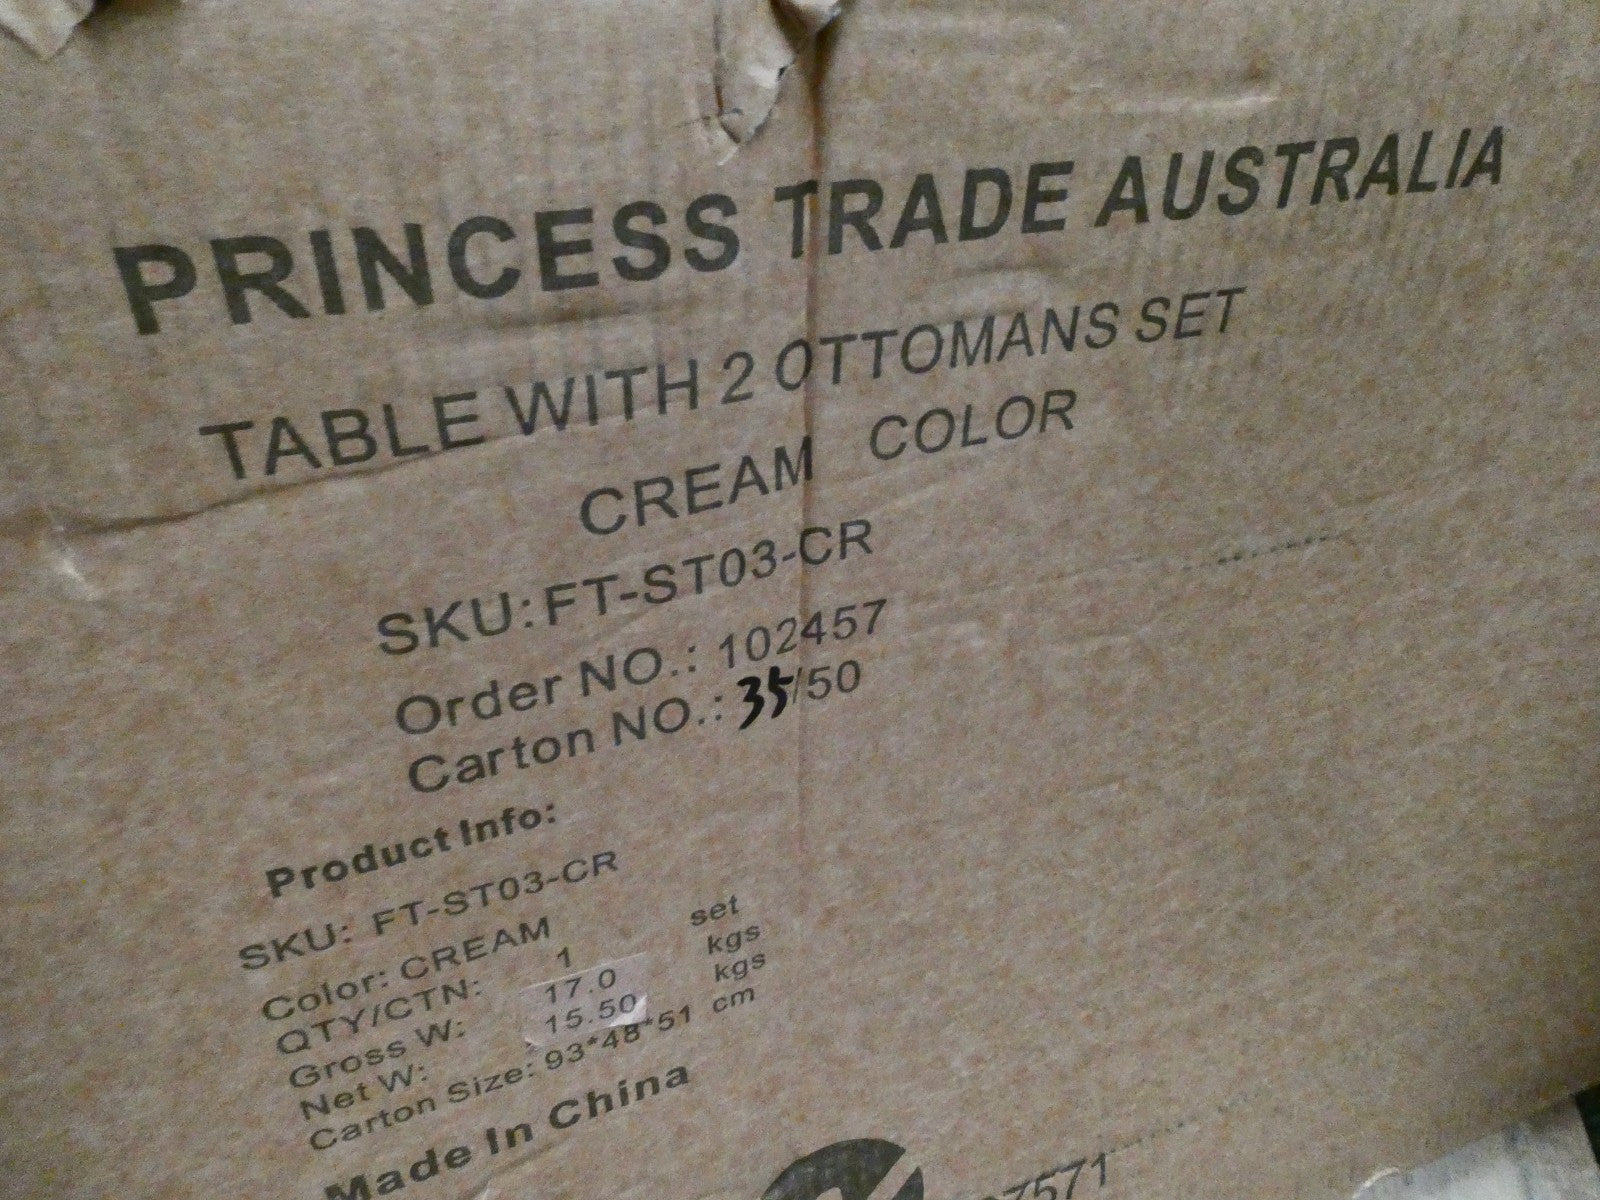 PRINCESS TRADE AUSTRALIA
TABLE WITH 2 OTTOMANS SET
CREAM COLOR
SKU:FT-ST03-CR
Order NO.: 102457
Carton NO.: 35/50
Product Info:
SKU: FT-ST03-CR
Color: CREAM
QTY/CTN: 1 set
Gross W: 17.0 kgs
Net W: 15.50 kgs
Carton Size: 93*48*51 cm
Made In China
7571